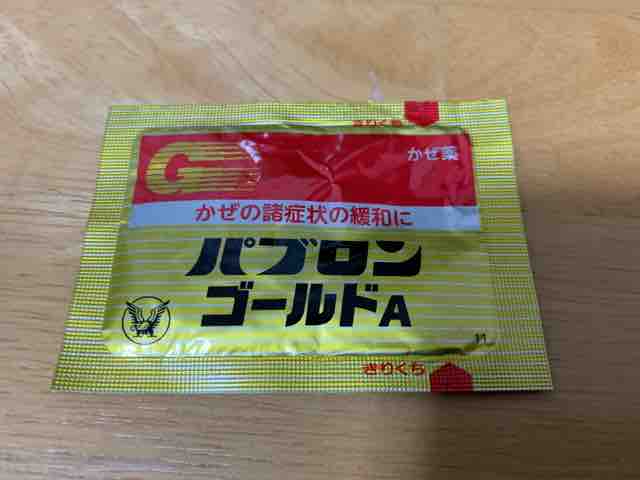 きりくち
G
かぜ薬
かぜの諸症状の緩和に
パブロン
ゴールドA
きりくち